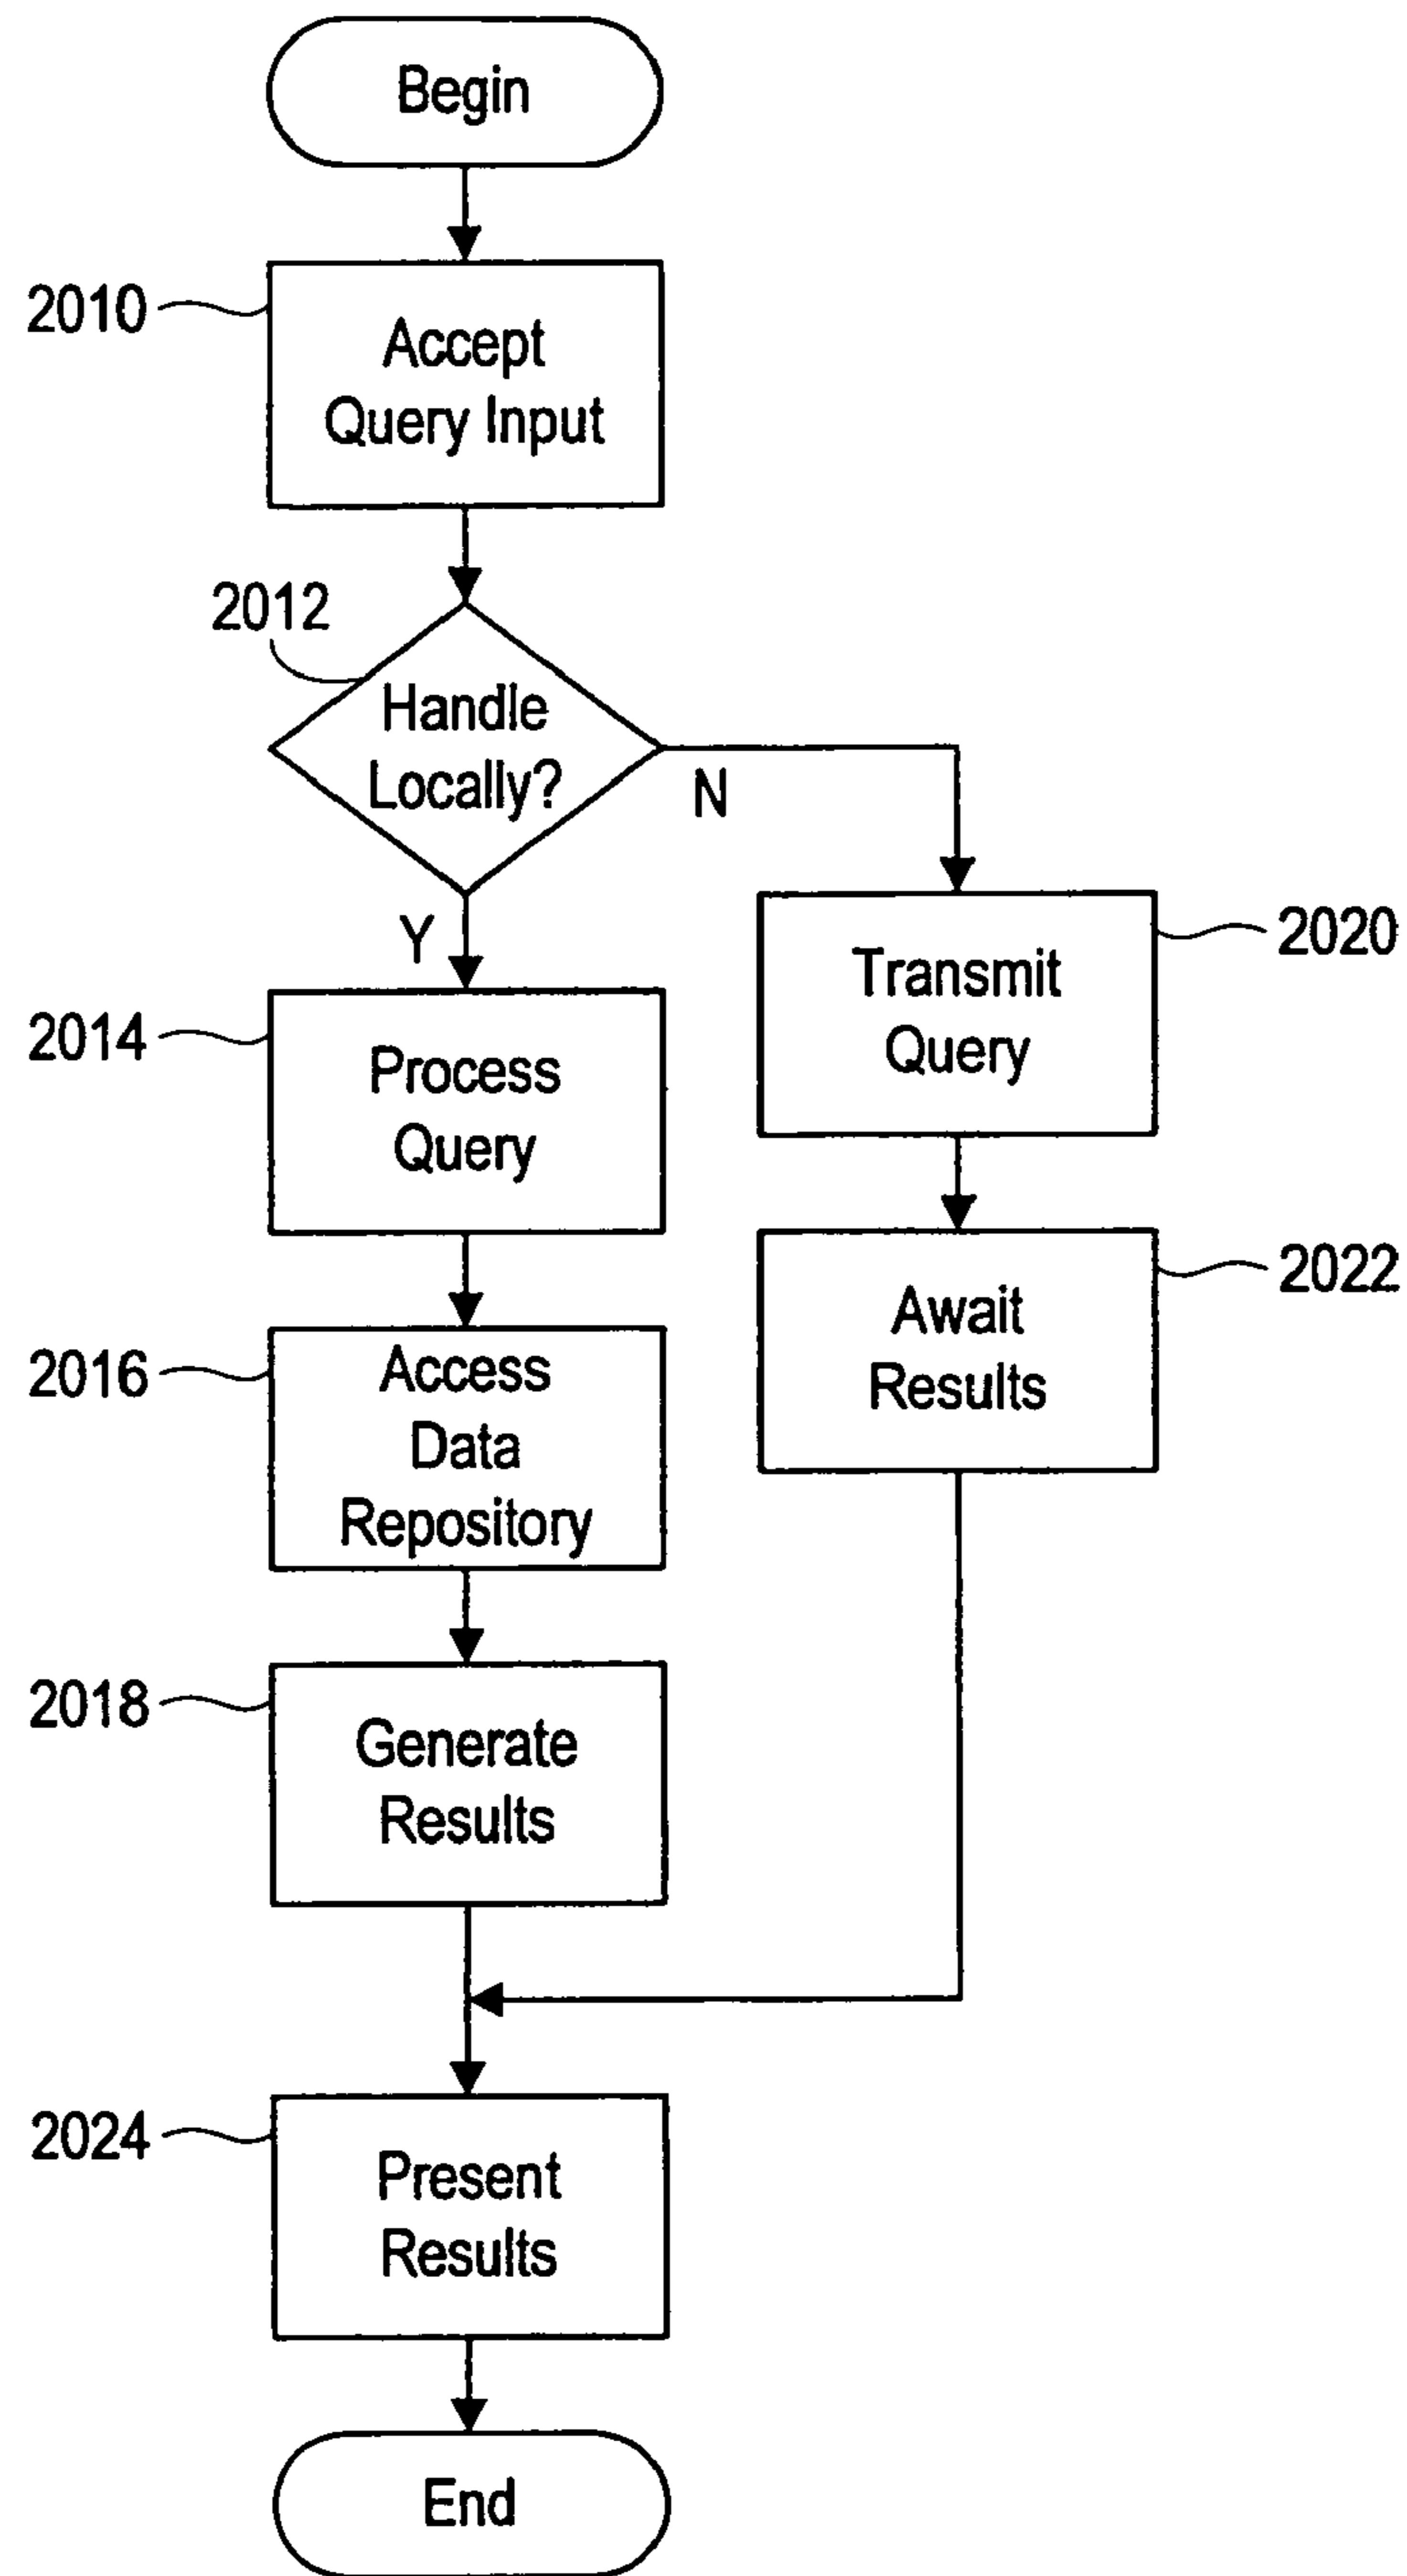 Begin
2010
Accept
Query Input
2012
Handle
Locally?
N
Y
2020
Transmit
Query
2014
Process
Query
2022
Await
Results
2016
Access
Data
Repository
2018
Generate
Results
2024
Present
Results
End